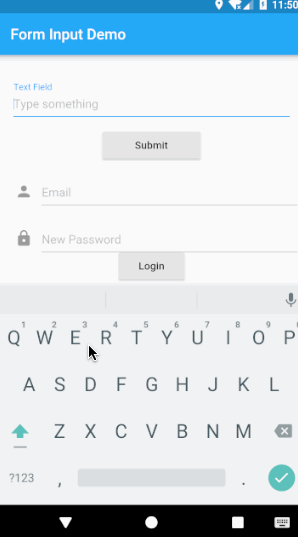 11:50
Form Input Demo
Text Field
Type something
Submit
Email
New Password
Login
1 2 3 4 5 6 7 8 9 0
Q W E R T Y U I O P
A S D F G H J K L
Z X C V B N M
?123 , .